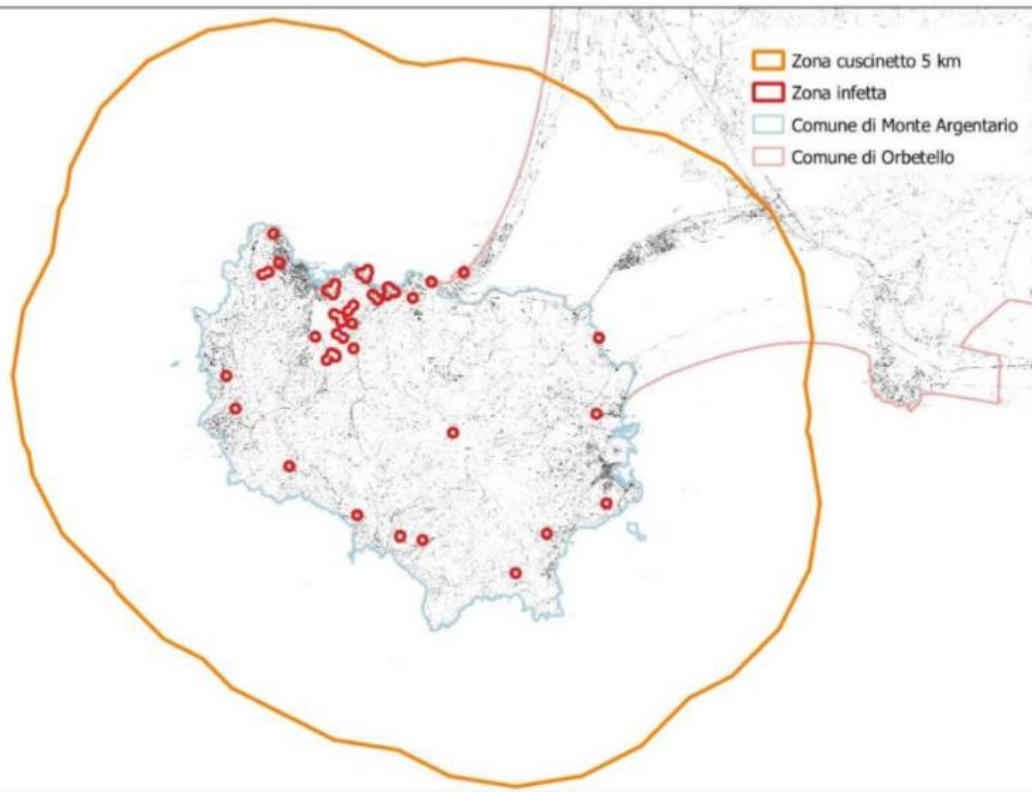 Zona cuscinetto 5 km
Zona infetta
Comune di Monte Argentario
Comune di Orbetello